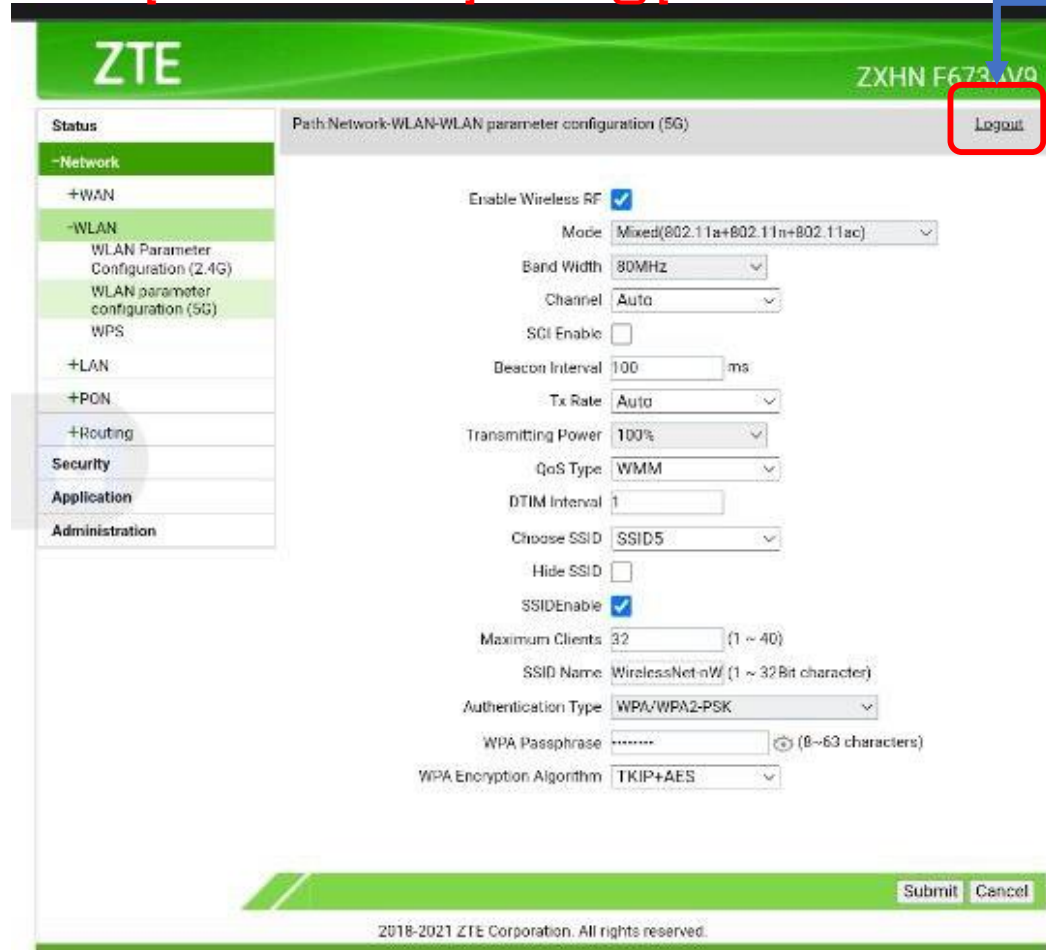 ZTE
ZXHN F673AV9
Status
Path:Network-WLAN-WLAN parameter configuration (5G)
Logout
-Network
+WAN
-WLAN
WLAN Parameter
Configuration (2.4G)
WLAN parameter
configuration (5G)
WPS
+LAN
+PON
+Routing
Security
Application
Administration
Enable Wireless RF
Mode Mixed(802.11a+802.11n+802.11ac)
Band Width 80MHz
Channel Auto
SGI Enable
Beacon Interval 100 ms
Tx Rate Auto
Transmitting Power 100%
QoS Type WMM
DTIM Interval 1
Choose SSID SSID5
Hide SSID
SSIDEnable
Maximum Clients 32 (1 ~ 40)
SSID Name WirelessNet-nW (1 ~ 32Bit character)
Authentication Type WPA/WPA2-PSK
WPA Passphrase •••••••• (8~63 characters)
WPA Encryption Algorithm TKIP+AES
Submit Cancel
2018-2021 ZTE Corporation. All rights reserved.